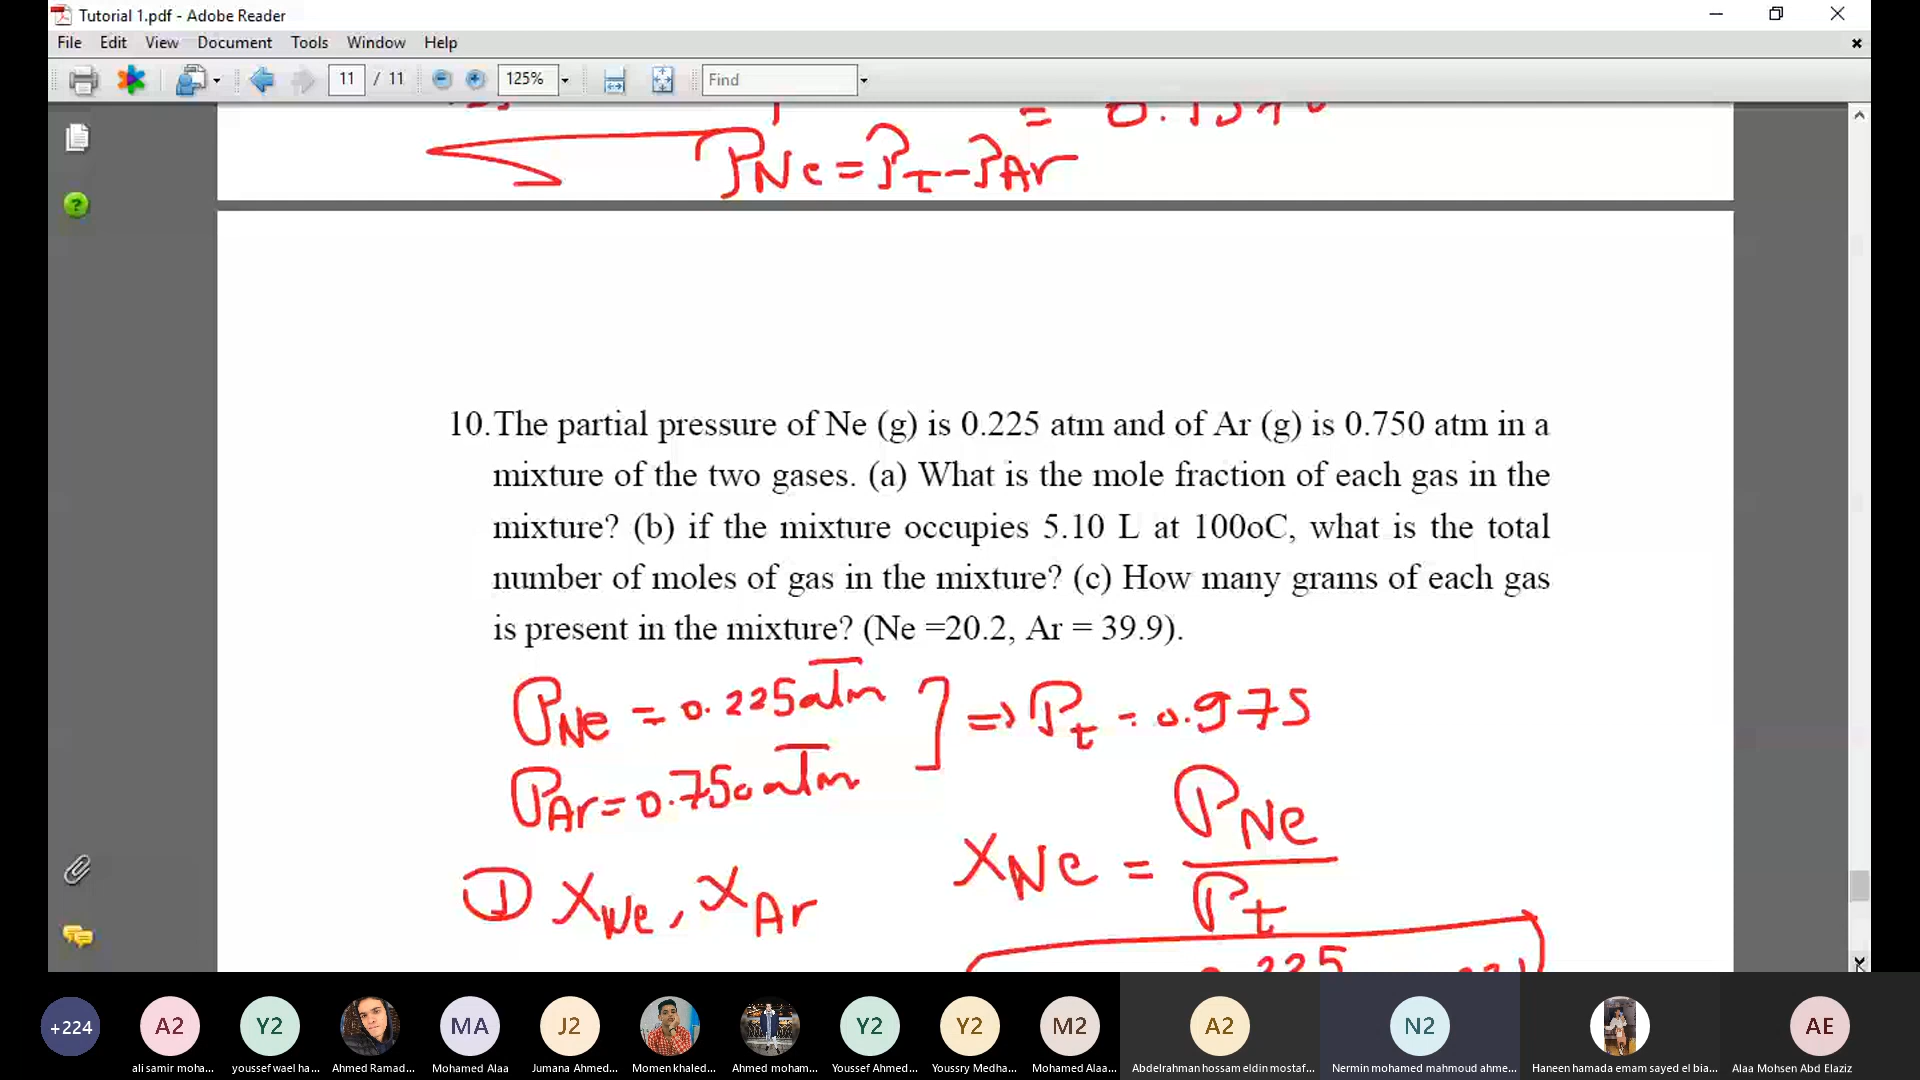 Tutorial 1.pdf - Adobe Reader
File Edit View Document Tools Window Help
11 / 11 125% Find
PNe = Pt - PAr
10. The partial pressure of Ne (g) is 0.225 atm and of Ar (g) is 0.750 atm in a
mixture of the two gases. (a) What is the mole fraction of each gas in the
mixture? (b) if the mixture occupies 5.10 L at 100oC, what is the total
number of moles of gas in the mixture? (c) How many grams of each gas
is present in the mixture? (Ne =20.2, Ar = 39.9).
PNe = 0.225 atm ] => Pt = 0.975
PAr = 0.750 atm
XNe = PNe / Pt
① XNe, XAr
0.225
+224 A2 Y2 MA J2 Y2 Y2 M2 A2 N2 AE
ali samir moha... youssef wael ha... Ahmed Ramad... Mohamed Alaa Jumana Ahmed... Momen khaled... Ahmed moham... Youssef Ahmed... Youssry Medha... Mohamed Alaa... Abdelrahman hossam eldin mostaf... Nermin mohamed mahmoud ahme... Haneen hamada emam sayed el bia... Alaa Mohsen Abd Elaziz